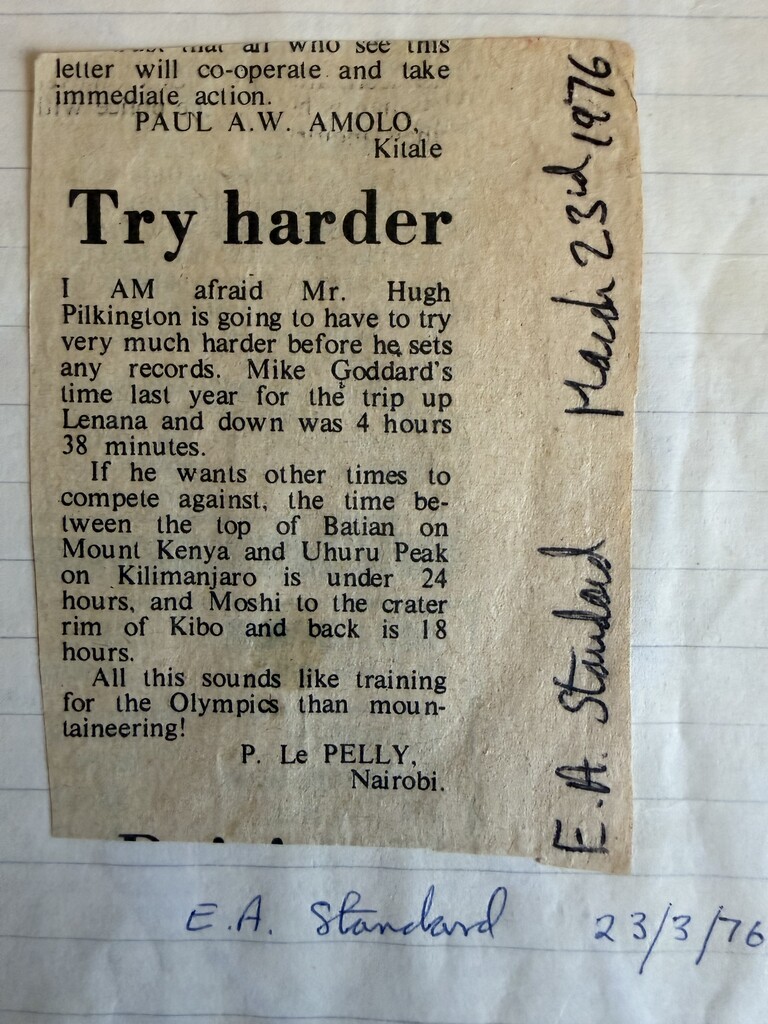 that all who see this
letter will co-operate and take
immediate action.
PAUL A.W. AMOLO,
Kitale
Try harder
I AM afraid Mr. Hugh
Pilkington is going to have to try
very much harder before he sets
any records. Mike Goddard's
time last year for the trip up
Lenana and down was 4 hours
38 minutes.
If he wants other times to
compete against, the time be-
tween the top of Batian on
Mount Kenya and Uhuru Peak
on Kilimanjaro is under 24
hours, and Moshi to the crater
rim of Kibo and back is 18
hours.
All this sounds like training
for the Olympics than moun-
taineering!
P. Le PELLY,
Nairobi.
E.A. Standard March 23rd 1976
E.A. Standard 23/3/76